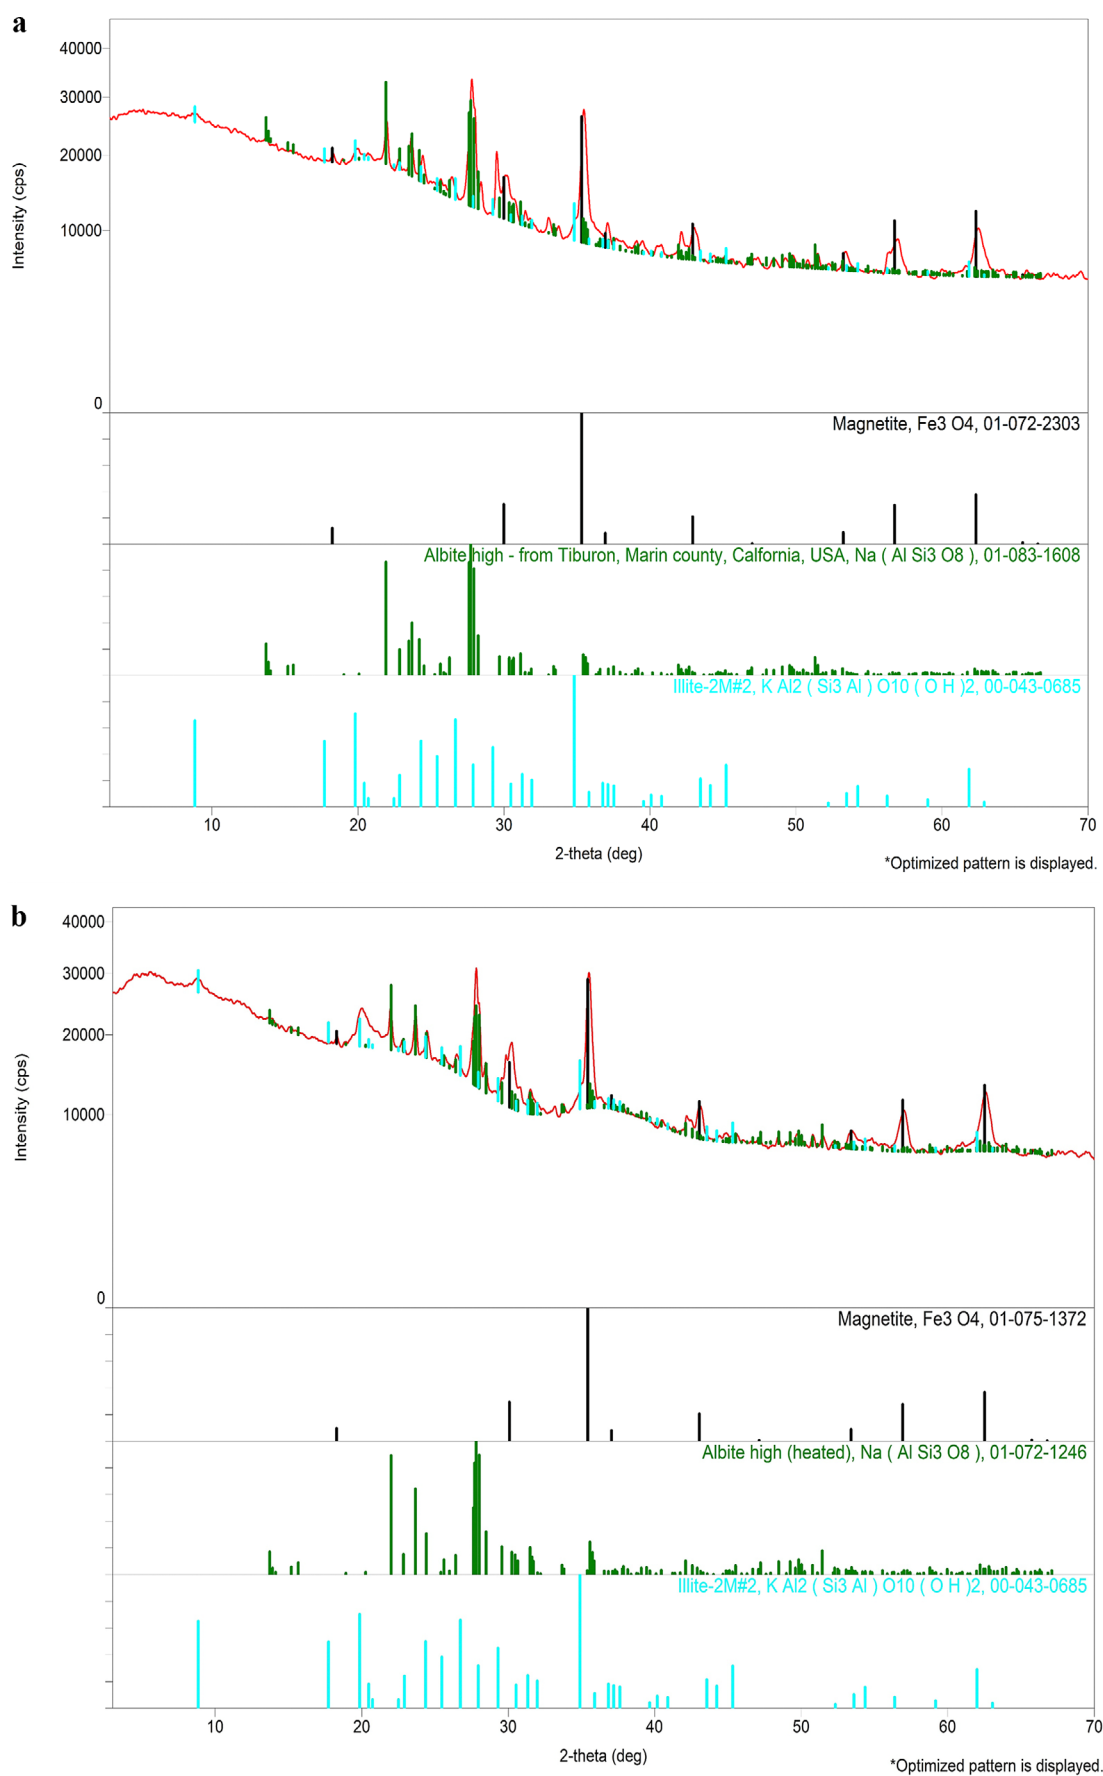 a
40000
30000
20000
10000
0
Intensity (cps)
Magnetite, Fe3 O4, 01-072-2303
Albite high - from Tiburon, Marin county, Calfornia, USA, Na ( Al Si3 O8 ), 01-083-1608
Illite-2M#2, K Al2 ( Si3 Al ) O10 ( O H )2, 00-043-0685
10 20 30 40 50 60 70
2-theta (deg)
*Optimized pattern is displayed.
b
40000
30000
20000
10000
0
Intensity (cps)
Magnetite, Fe3 O4, 01-075-1372
Albite high (heated), Na ( Al Si3 O8 ), 01-072-1246
Illite-2M#2, K Al2 ( Si3 Al ) O10 ( O H )2, 00-043-0685
10 20 30 40 50 60 70
2-theta (deg)
*Optimized pattern is displayed.